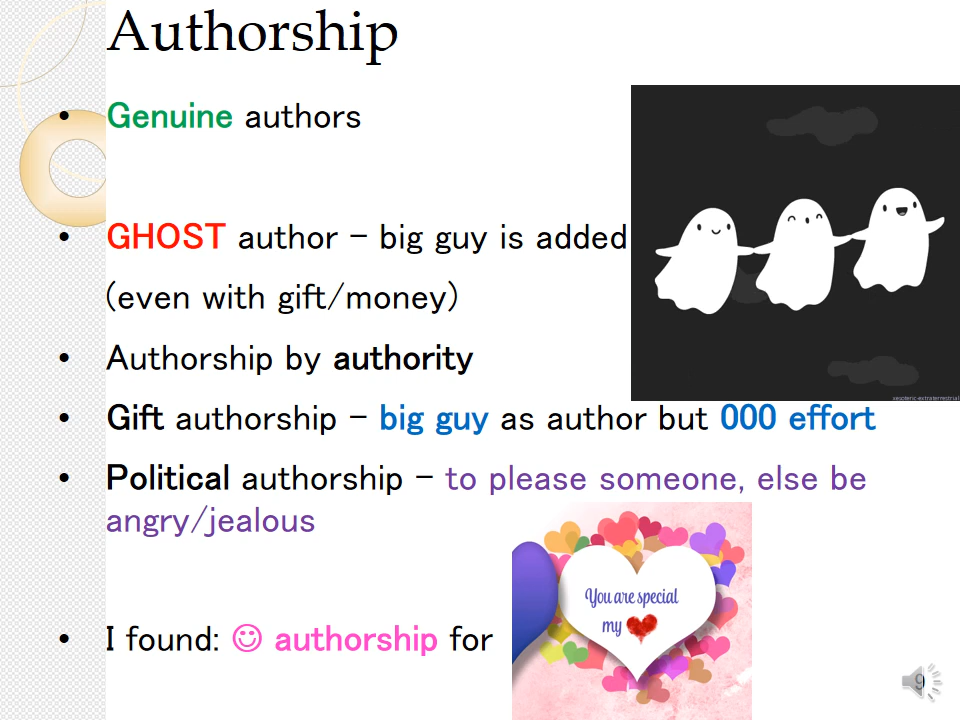 Authorship
• Genuine authors
• GHOST author – big guy is added
(even with gift/money)
• Authorship by authority
• Gift authorship – big guy as author but 000 effort
• Political authorship – to please someone, else be
angry/jealous
You are special
my
• I found: ☺ authorship for
9